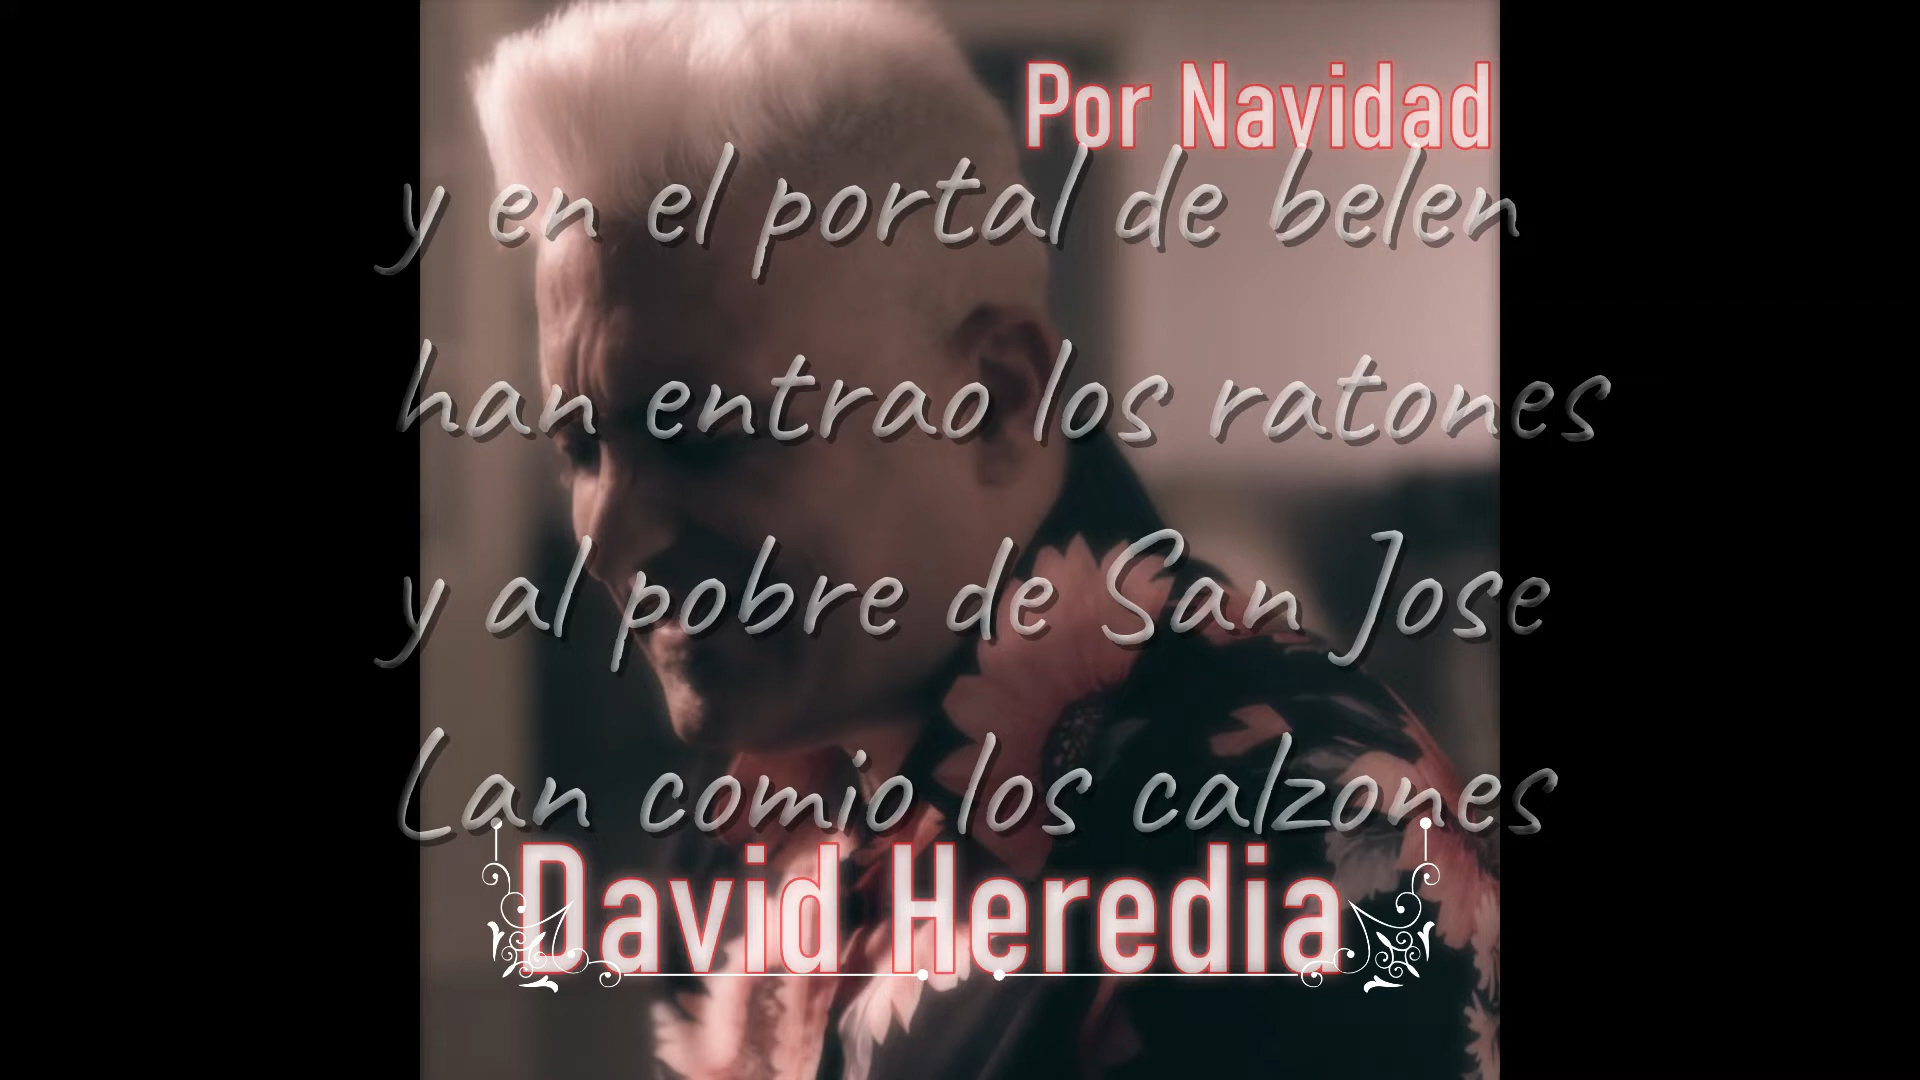 Por Navidad
y en el portal de belen
han entrao los ratones
y al pobre de San Jose
Lan comio los calzones
David Heredia